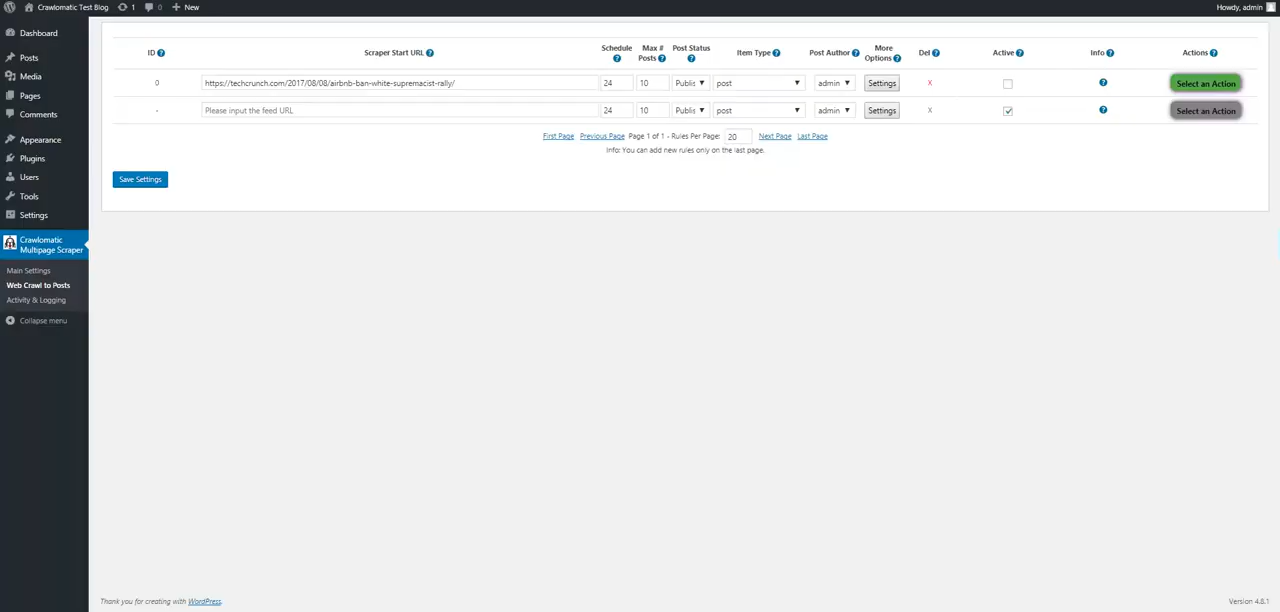 Crawlomatic Test Blog 1 0 New Howdy, admin
Dashboard
Posts
Media
Pages
Comments
Appearance
Plugins
Users
Tools
Settings
Crawlomatic
Multipage Scraper
Main Settings
Web Crawl to Posts
Activity & Logging
Collapse menu
ID Scraper Start URL Schedule Max # Posts Post Status Item Type Post Author More Options Del Active Info Actions
0 https://techcrunch.com/2017/08/08/airbnb-ban-white-supremacist-rally/ 24 10 Publis post admin Settings X Select an Action
- Please input the feed URL 24 10 Publis post admin Settings X Select an Action
First Page Previous Page Page 1 of 1 - Rules Per Page: 20 Next Page Last Page
Info: You can add new rules only on the last page.
Save Settings
Thank you for creating with WordPress. Version 4.8.1